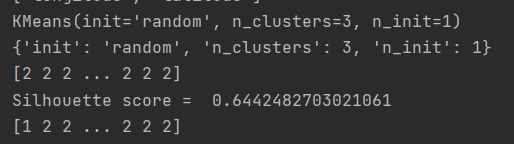 KMeans(init='random', n_clusters=3, n_init=1)
{'init': 'random', 'n_clusters': 3, 'n_init': 1}
[2 2 2 ... 2 2 2]
Silhouette score =  0.6442482703021061
[1 2 2 ... 2 2 2]